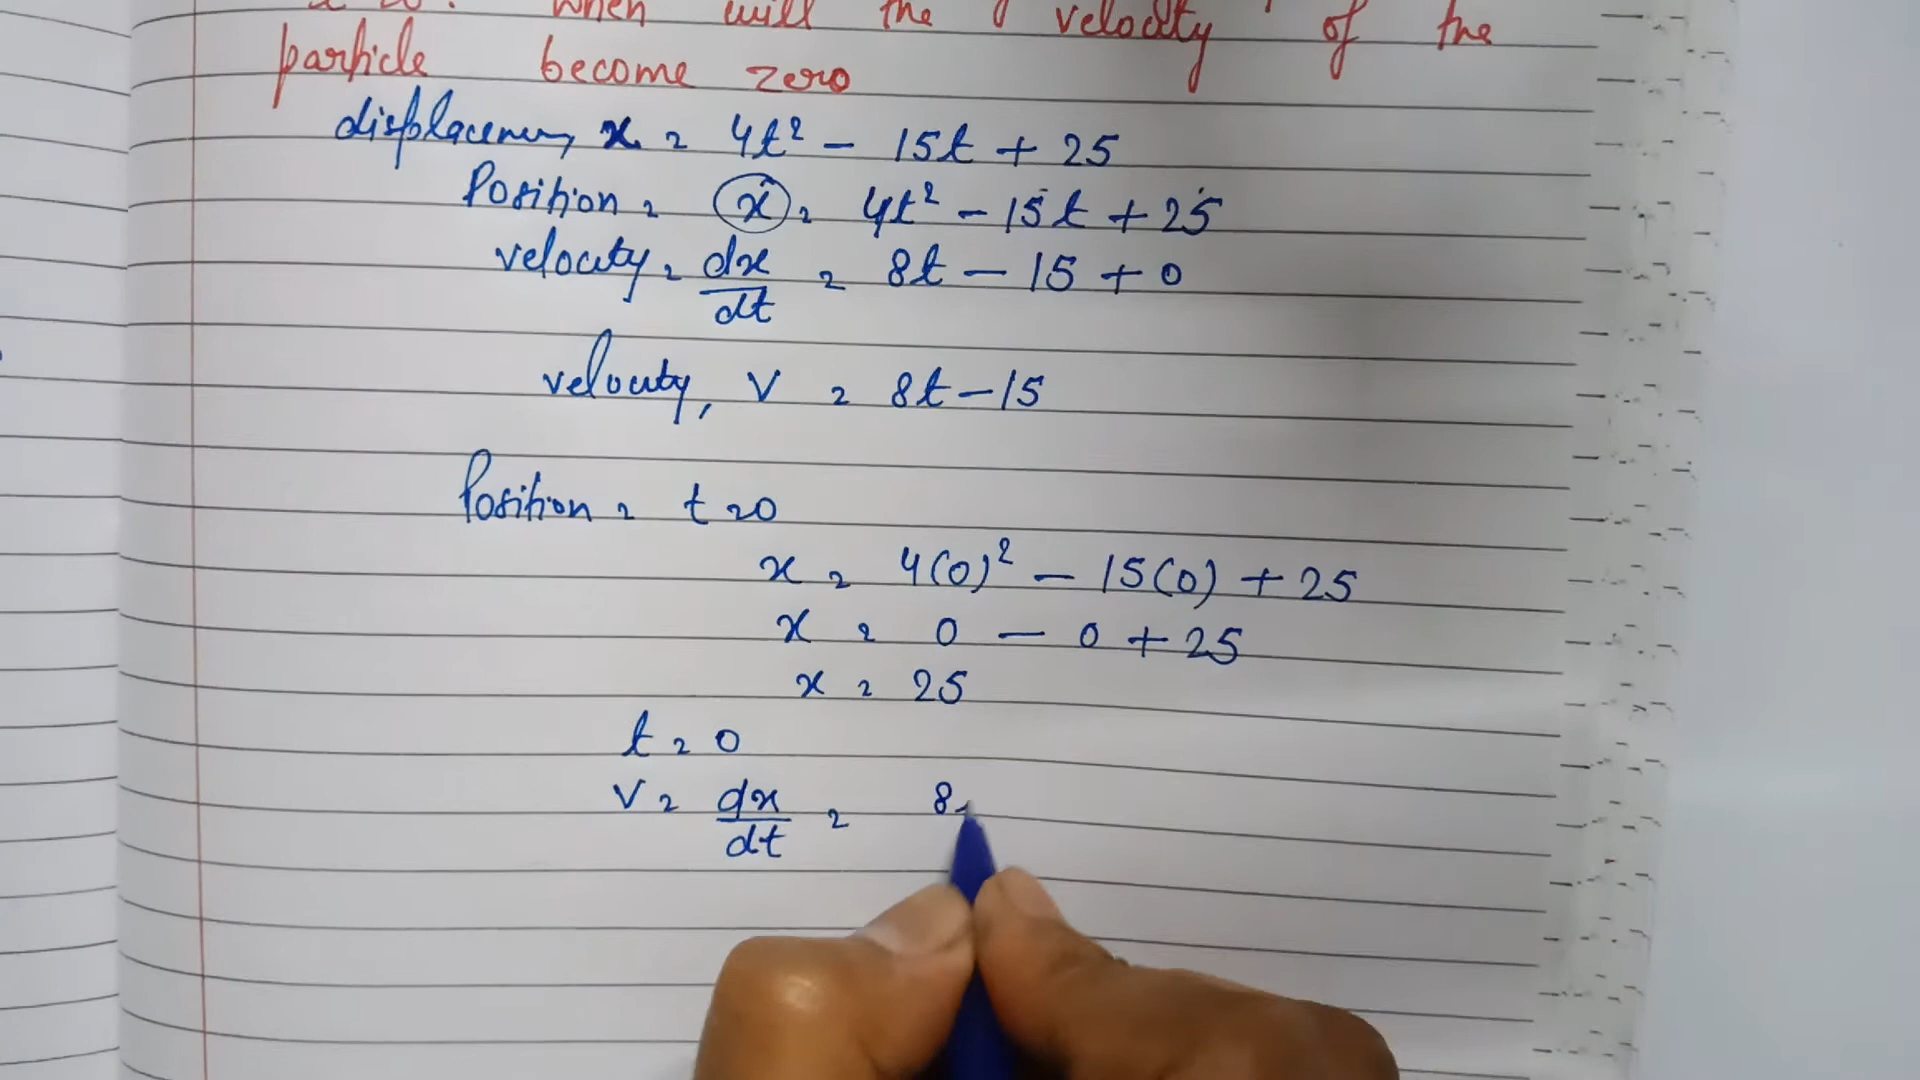 when will the velocity of the
particle become zero
displacement, x = 4t² - 15t + 25
Position = x = 4t² - 15t + 25
velocity = dx/dt = 8t - 15 + 0
velocity, V = 8t - 15
Position = t = 0
x = 4(0)² - 15(0) + 25
x = 0 - 0 + 25
x = 25
t = 0
V = dx/dt = 8